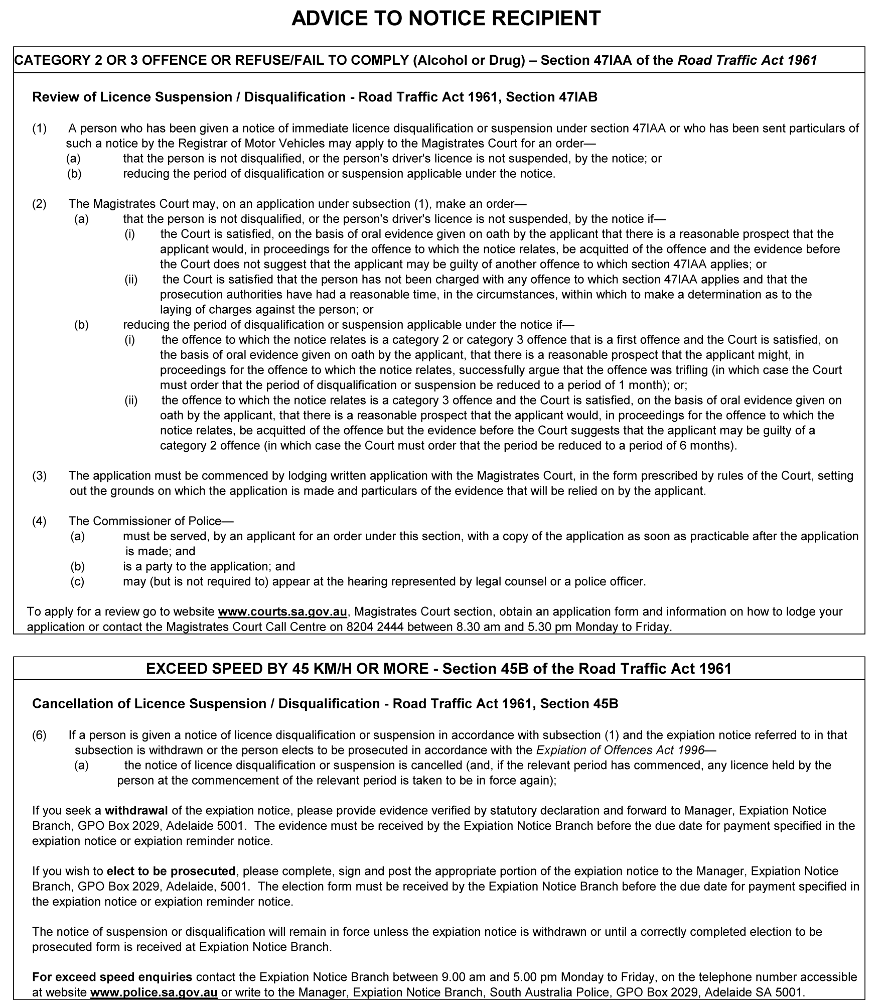 ADVICE TO NOTICE RECIPIENT
CATEGORY 2 OR 3 OFFENCE OR REFUSE/FAIL TO COMPLY (Alcohol or Drug) – Section 47IAA of the Road Traffic Act 1961
Review of Licence Suspension / Disqualification - Road Traffic Act 1961, Section 47IAB
(1) A person who has been given a notice of immediate licence disqualification or suspension under section 47IAA or who has been sent particulars of
such a notice by the Registrar of Motor Vehicles may apply to the Magistrates Court for an order—
(a) that the person is not disqualified, or the person's driver's licence is not suspended, by the notice; or
(b) reducing the period of disqualification or suspension applicable under the notice.
(2) The Magistrates Court may, on an application under subsection (1), make an order—
(a) that the person is not disqualified, or the person's driver's licence is not suspended, by the notice if—
(i) the Court is satisfied, on the basis of oral evidence given on oath by the applicant that there is a reasonable prospect that the
applicant would, in proceedings for the offence to which the notice relates, be acquitted of the offence and the evidence before
the Court does not suggest that the applicant may be guilty of another offence to which section 47IAA applies; or
(ii) the Court is satisfied that the person has not been charged with any offence to which section 47IAA applies and that the
prosecution authorities have had a reasonable time, in the circumstances, within which to make a determination as to the
laying of charges against the person; or
(b) reducing the period of disqualification or suspension applicable under the notice if—
(i) the offence to which the notice relates is a category 2 or category 3 offence that is a first offence and the Court is satisfied, on
the basis of oral evidence given on oath by the applicant, that there is a reasonable prospect that the applicant might, in
proceedings for the offence to which the notice relates, successfully argue that the offence was trifling (in which case the Court
must order that the period of disqualification or suspension be reduced to a period of 1 month); or;
(ii) the offence to which the notice relates is a category 3 offence and the Court is satisfied, on the basis of oral evidence given on
oath by the applicant, that there is a reasonable prospect that the applicant would, in proceedings for the offence to which the
notice relates, be acquitted of the offence but the evidence before the Court suggests that the applicant may be guilty of a
category 2 offence (in which case the Court must order that the period be reduced to a period of 6 months).
(3) The application must be commenced by lodging written application with the Magistrates Court, in the form prescribed by rules of the Court, setting
out the grounds on which the application is made and particulars of the evidence that will be relied on by the applicant.
(4) The Commissioner of Police—
(a) must be served, by an applicant for an order under this section, with a copy of the application as soon as practicable after the application
is made; and
(b) is a party to the application; and
(c) may (but is not required to) appear at the hearing represented by legal counsel or a police officer.
To apply for a review go to website www.courts.sa.gov.au, Magistrates Court section, obtain an application form and information on how to lodge your
application or contact the Magistrates Court Call Centre on 8204 2444 between 8.30 am and 5.30 pm Monday to Friday.
EXCEED SPEED BY 45 KM/H OR MORE - Section 45B of the Road Traffic Act 1961
Cancellation of Licence Suspension / Disqualification - Road Traffic Act 1961, Section 45B
(6) If a person is given a notice of licence disqualification or suspension in accordance with subsection (1) and the expiation notice referred to in that
subsection is withdrawn or the person elects to be prosecuted in accordance with the Expiation of Offences Act 1996—
(a) the notice of licence disqualification or suspension is cancelled (and, if the relevant period has commenced, any licence held by the
person at the commencement of the relevant period is taken to be in force again);
If you seek a withdrawal of the expiation notice, please provide evidence verified by statutory declaration and forward to Manager, Expiation Notice
Branch, GPO Box 2029, Adelaide 5001. The evidence must be received by the Expiation Notice Branch before the due date for payment specified in the
expiation notice or expiation reminder notice.
If you wish to elect to be prosecuted, please complete, sign and post the appropriate portion of the expiation notice to the Manager, Expiation Notice
Branch, GPO Box 2029, Adelaide, 5001. The election form must be received by the Expiation Notice Branch before the due date for payment specified in
the expiation notice or expiation reminder notice.
The notice of suspension or disqualification will remain in force unless the expiation notice is withdrawn or until a correctly completed election to be
prosecuted form is received at Expiation Notice Branch.
For exceed speed enquiries contact the Expiation Notice Branch between 9.00 am and 5.00 pm Monday to Friday, on the telephone number accessible
at website www.police.sa.gov.au or write to the Manager, Expiation Notice Branch, South Australia Police, GPO Box 2029, Adelaide SA 5001.